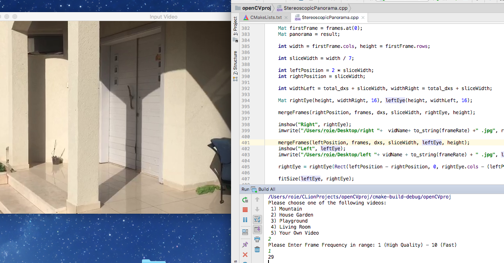 Input Video
openCVproj
StereoscopicPanorama.cpp
CMakeLists.txt
StereoscopicPanorama.cpp
1: Project
2: Structure
Mat firstFrame = frames.at(0);
Mat panorama = result;
int width = firstFrame.cols, height = firstFrame.rows;
int sliceWidth = width / 7;
int leftPosition = 2 * sliceWidth;
int rightPosition = sliceWidth;
int widthLeft = total_dxs + sliceWidth, widthRight = total_dxs + sliceWidth;
Mat rightEye(height, widthRight, 16), leftEye(height, widthLeft, 16);
mergeFrames(rightPosition, frames, dxs, sliceWidth, rightEye, height);
imshow("Right", rightEye);
imwrite("/Users/roie/Desktop/right "+ vidName+ to_string(frameRate) +" .jpg", r
mergeFrames(leftPosition, frames, dxs, sliceWidth, leftEye, height);
imshow("Left", leftEye);
imwrite("/Users/roie/Desktop/left "+ vidName + to_string(frameRate) +" .jpg", l
rightEye = rightEye(Rect(leftPosition - rightPosition, 0, rightEye.cols - (leftP
fitSize(leftEye, rightEye);
Run: Build All
/Users/roie/CLionProjects/openCVproj/cmake-build-debug/openCVproj
Please choose one of the following videos:
1) Mountain
2) House Garden
3) Playground
4) Living Room
5) Your Own Video
2
Please Enter Frame Frequency in range: 1 (High Quality) - 10 (Fast)
1
29